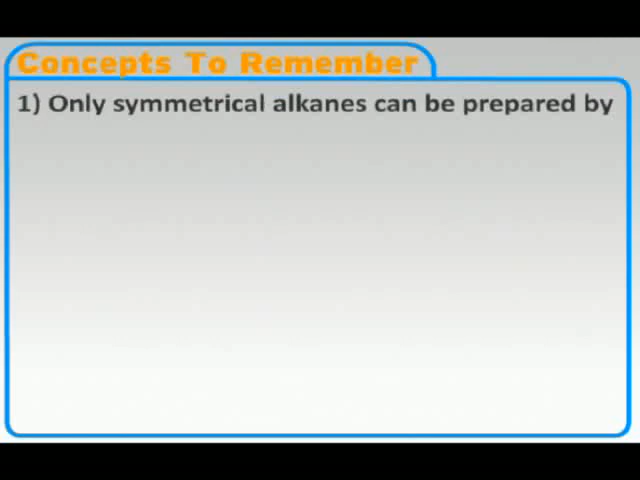 Concepts To Remember
1) Only symmetrical alkanes can be prepared by